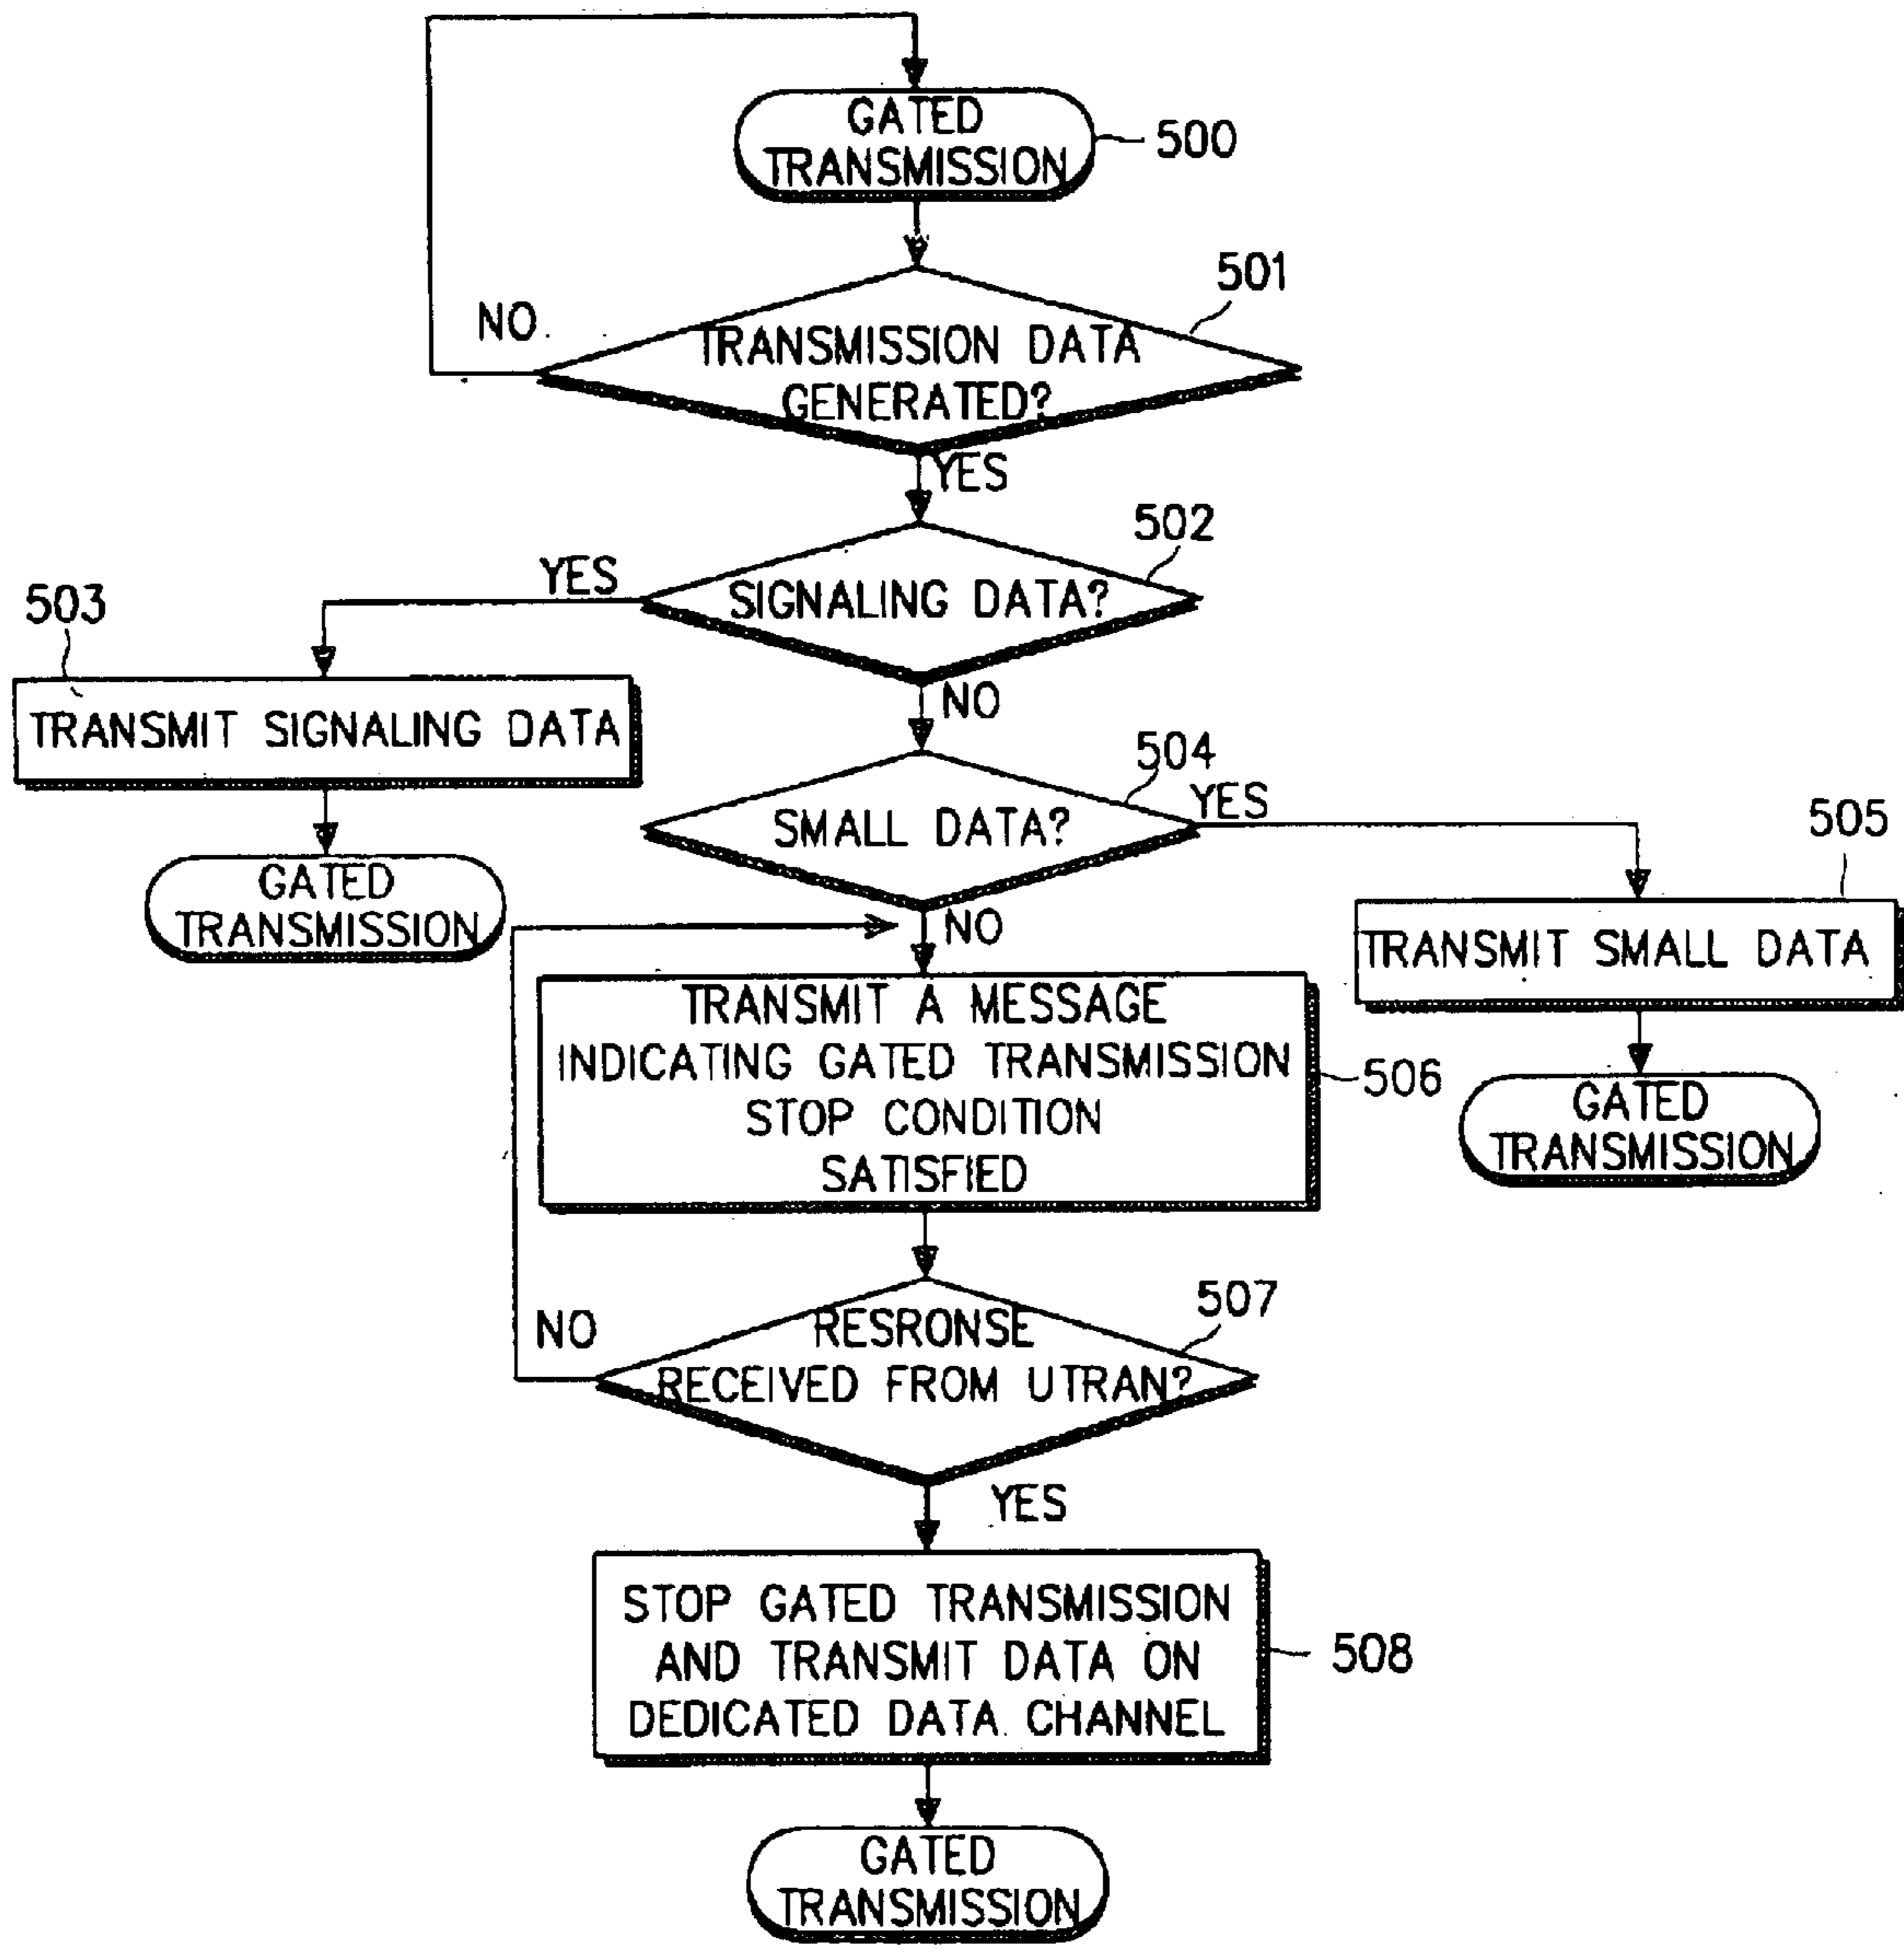 GATED
TRANSMISSION
500
501
NO
TRANSMISSION DATA
GENERATED?
YES
502
YES
SIGNALING DATA?
503
NO
TRANSMIT SIGNALING DATA
504
YES
SMALL DATA?
505
GATED
TRANSMISSION
NO
TRANSMIT SMALL DATA
TRANSMIT A MESSAGE
INDICATING GATED TRANSMISSION
STOP CONDITION
SATISFIED
506
GATED
TRANSMISSION
507
NO
RESRONSE
RECEIVED FROM UTRAN?
YES
STOP GATED TRANSMISSION
AND TRANSMIT DATA ON
DEDICATED DATA CHANNEL
508
GATED
TRANSMISSION